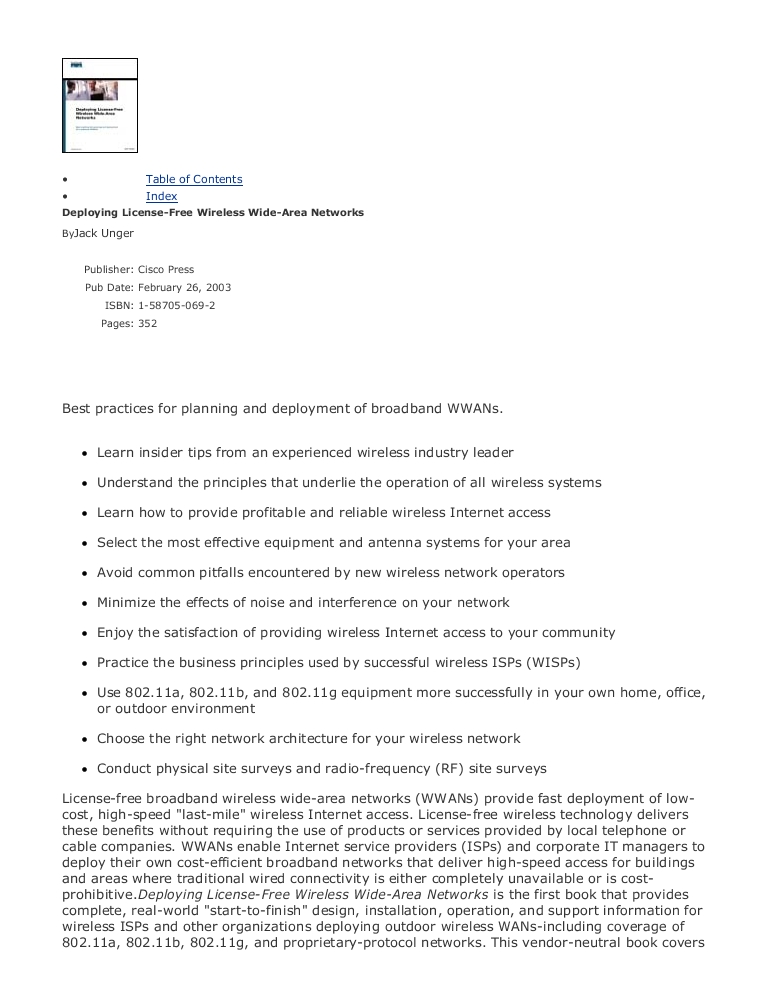 Deploying License-Free
Wireless Wide-Area
Networks
• Table of Contents
• Index
Deploying License-Free Wireless Wide-Area Networks
ByJack Unger
Publisher: Cisco Press
Pub Date: February 26, 2003
ISBN: 1-58705-069-2
Pages: 352
Best practices for planning and deployment of broadband WWANs.
• Learn insider tips from an experienced wireless industry leader
• Understand the principles that underlie the operation of all wireless systems
• Learn how to provide profitable and reliable wireless Internet access
• Select the most effective equipment and antenna systems for your area
• Avoid common pitfalls encountered by new wireless network operators
• Minimize the effects of noise and interference on your network
• Enjoy the satisfaction of providing wireless Internet access to your community
• Practice the business principles used by successful wireless ISPs (WISPs)
• Use 802.11a, 802.11b, and 802.11g equipment more successfully in your own home, office,
or outdoor environment
• Choose the right network architecture for your wireless network
• Conduct physical site surveys and radio-frequency (RF) site surveys
License-free broadband wireless wide-area networks (WWANs) provide fast deployment of low-
cost, high-speed "last-mile" wireless Internet access. License-free wireless technology delivers
these benefits without requiring the use of products or services provided by local telephone or
cable companies. WWANs enable Internet service providers (ISPs) and corporate IT managers to
deploy their own cost-efficient broadband networks that deliver high-speed access for buildings
and areas where traditional wired connectivity is either completely unavailable or is cost-
prohibitive.Deploying License-Free Wireless Wide-Area Networks is the first book that provides
complete, real-world "start-to-finish" design, installation, operation, and support information for
wireless ISPs and other organizations deploying outdoor wireless WANs-including coverage of
802.11a, 802.11b, 802.11g, and proprietary-protocol networks. This vendor-neutral book covers